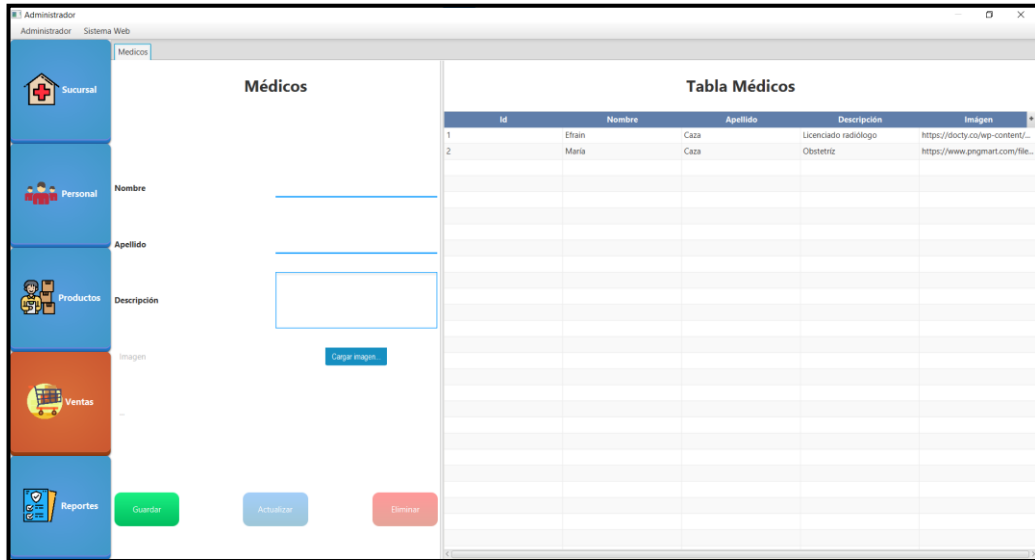 Administrador
Administrador Sistema Web
Sucursal
Personal
Productos
Ventas
Reportes
Medicos
Médicos
Nombre
Apellido
Descripción
Imagen
Cargar imagen...
...
Guardar Actualizar Eliminar
Tabla Médicos
Id Nombre Apellido Descripción Imágen +
1 Efrain Caza Licenciado radiólogo https://docty.co/wp-content/...
2 María Caza Obstetríz https://www.pngmart.com/file...